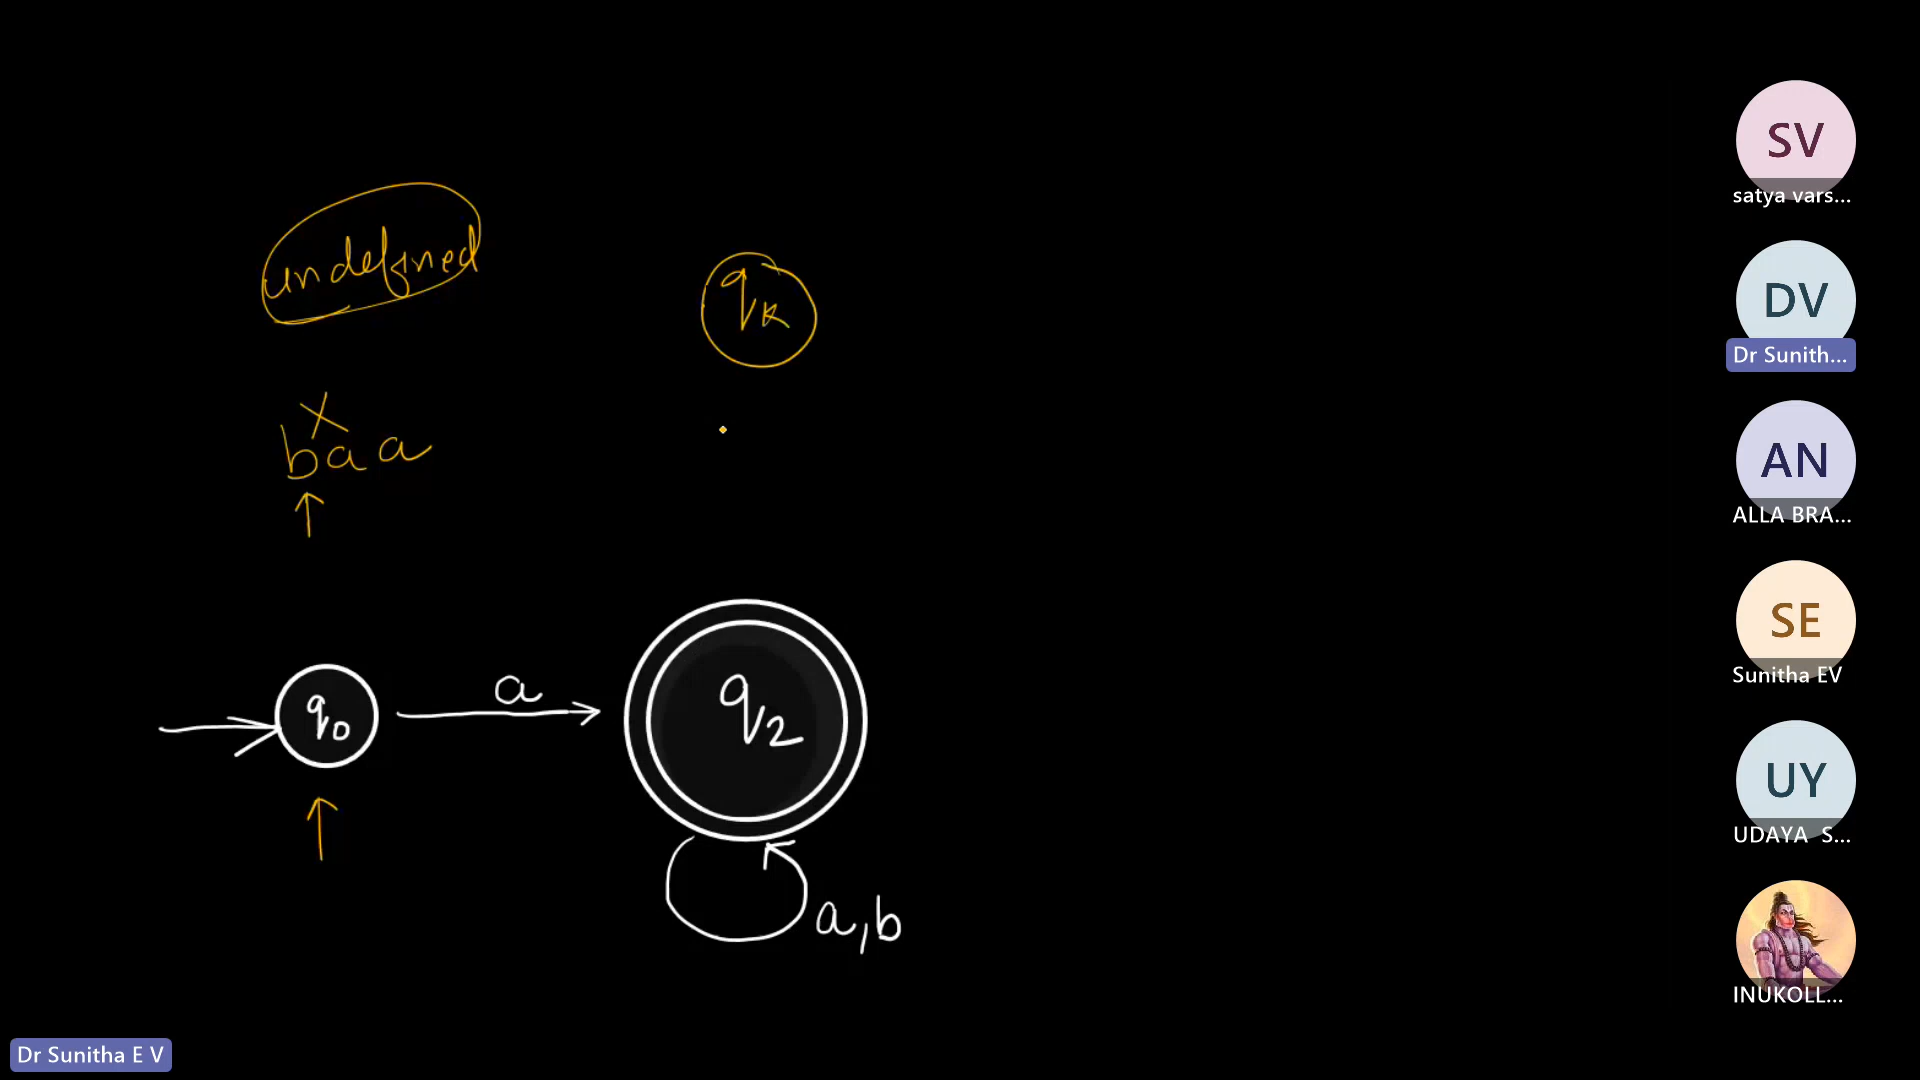 undefined
qk
baa
q0
a
q2
a,b
SV
satya vars...
DV
Dr Sunith...
AN
ALLA BRA...
SE
Sunitha EV
UY
UDAYA S...
INUKOLL...
Dr Sunitha E V